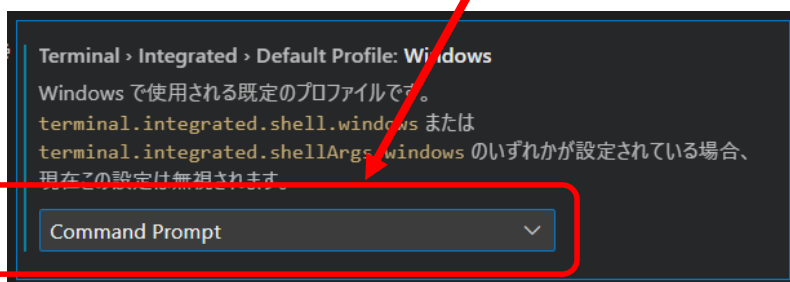 Terminal › Integrated › Default Profile: Windows
Windows で使用される既定のプロファイルです。
terminal.integrated.shell.windows または
terminal.integrated.shellArgs.windows のいずれかが設定されている場合、
現在この設定は無視されます。
Command Prompt